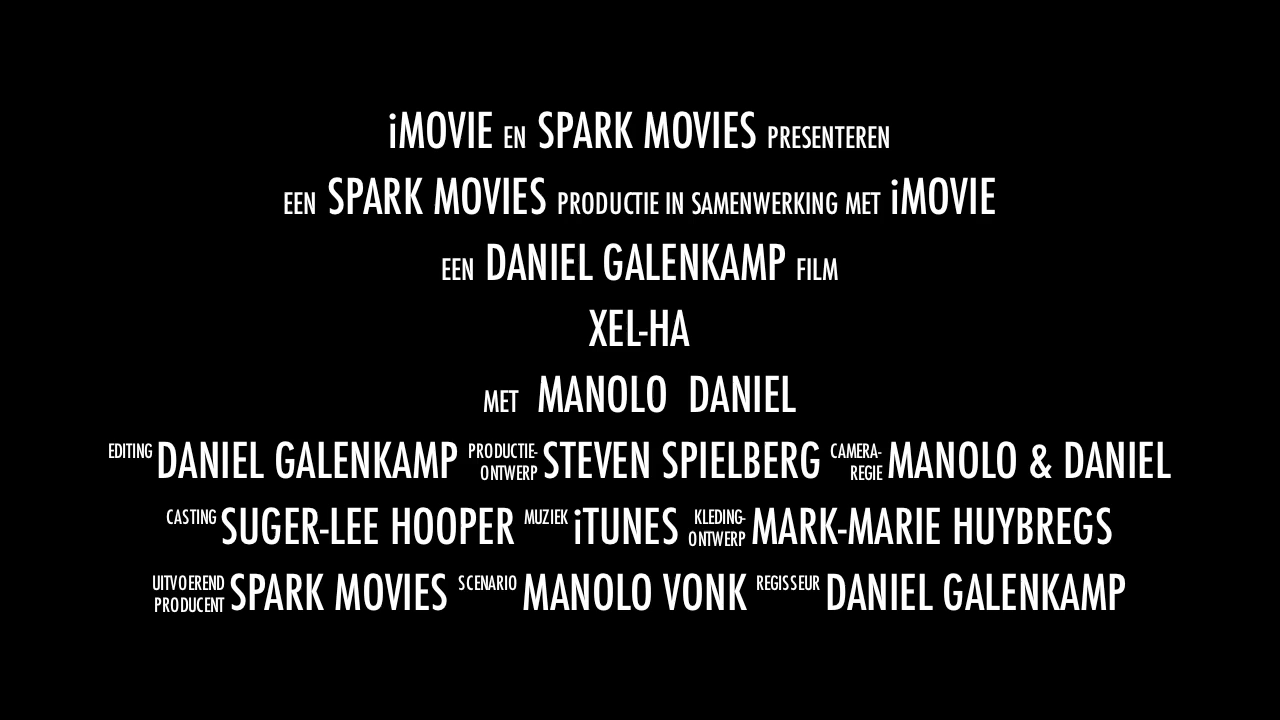 iMOVIE EN SPARK MOVIES PRESENTEREN
EEN SPARK MOVIES PRODUCTIE IN SAMENWERKING MET iMOVIE
EEN DANIEL GALENKAMP FILM
XEL-HA
MET MANOLO DANIEL
EDITING DANIEL GALENKAMP PRODUCTIE-ONTWERP STEVEN SPIELBERG CAMERA-REGIE MANOLO & DANIEL
CASTING SUGER-LEE HOOPER MUZIEK iTUNES KLEDING-ONTWERP MARK-MARIE HUYBREGS
UITVOEREND PRODUCENT SPARK MOVIES SCENARIO MANOLO VONK REGISSEUR DANIEL GALENKAMP